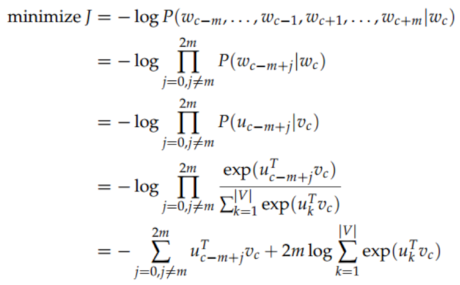 minimize J = − log P(w_{c−m}, . . . , w_{c−1}, w_{c+1}, . . . , w_{c+m}|w_c)
= − log ∏_{j=0,j≠m}^{2m} P(w_{c−m+j}|w_c)
= − log ∏_{j=0,j≠m}^{2m} P(u_{c−m+j}|v_c)
= − log ∏_{j=0,j≠m}^{2m} \frac{exp(u_{c−m+j}^T v_c)}{∑_{k=1}^{|V|} exp(u_k^T v_c)}
= − ∑_{j=0,j≠m}^{2m} u_{c−m+j}^T v_c + 2m log ∑_{k=1}^{|V|} exp(u_k^T v_c)